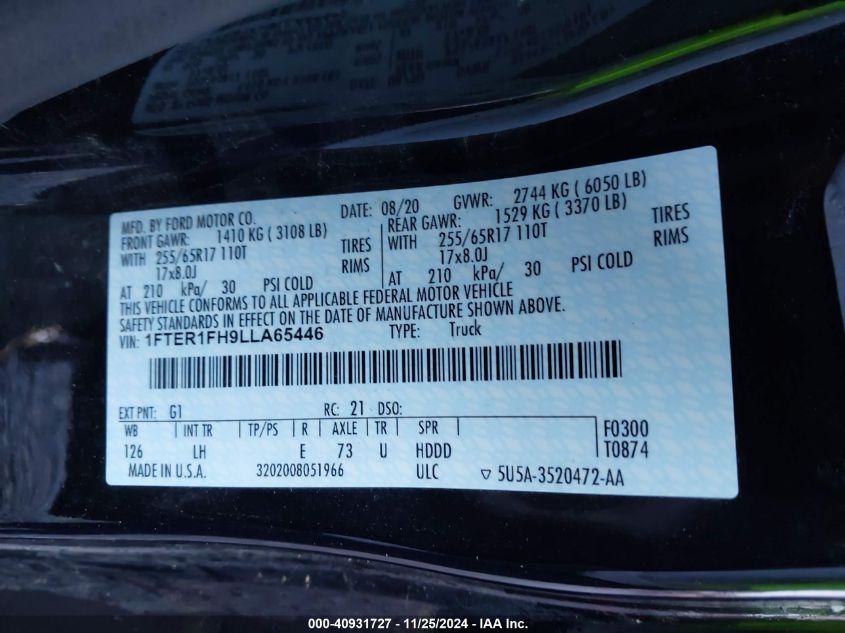 MFD. BY FORD MOTOR CO. DATE: 08/20 GVWR: 2744 KG ( 6050 LB)
FRONT GAWR: 1410 KG ( 3108 LB) REAR GAWR: 1529 KG ( 3370 LB)
WITH 255/65R17 110T TIRES WITH 255/65R17 110T TIRES
17x8.0J RIMS 17x8.0J RIMS
AT 210 kPa/ 30 PSI COLD AT 210 kPa/ 30 PSI COLD
THIS VEHICLE CONFORMS TO ALL APPLICABLE FEDERAL MOTOR VEHICLE
SAFETY STANDARDS IN EFFECT ON THE DATE OF MANUFACTURE SHOWN ABOVE.
VIN: 1FTER1FH9LLA65446 TYPE: Truck
EXT PNT: G1 RC: 21 DSO:
WB INT TR TP/PS R AXLE TR SPR F0300
126 LH E 73 U HDDD T0874
MADE IN U.S.A. 3202008051966 ULC ▽ 5U5A-3520472-AA
000-40931727 - 11/25/2024 - IAA Inc.